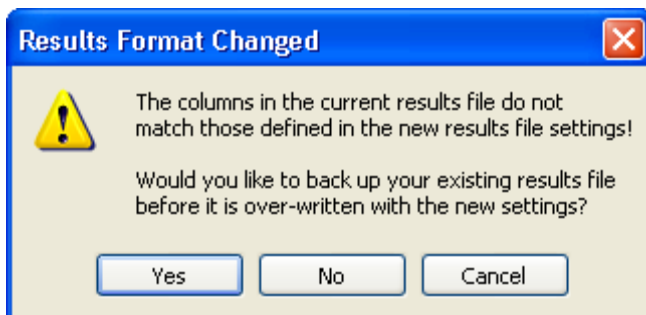 Results Format Changed
The columns in the current results file do not
match those defined in the new results file settings!
Would you like to back up your existing results file
before it is over-written with the new settings?
Yes No Cancel